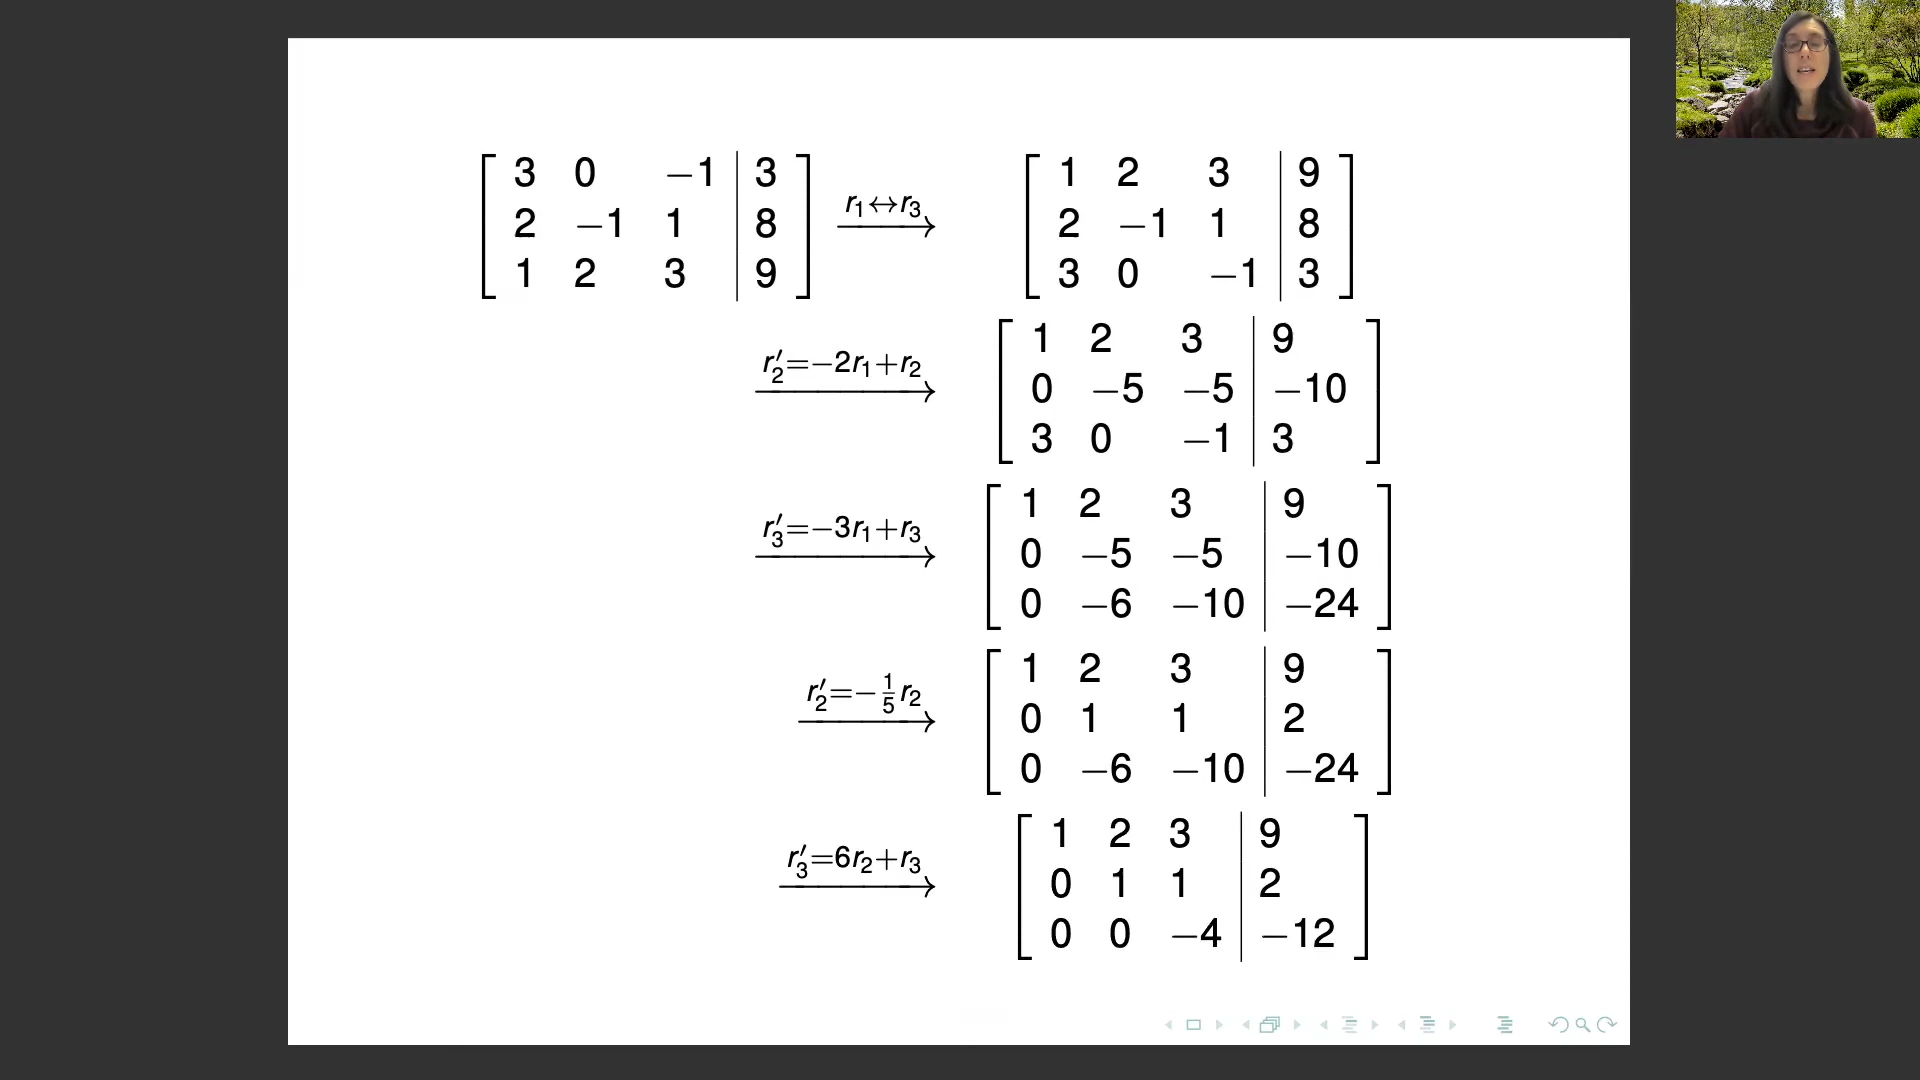 [ 3 0 −1 | 3 ] [ 1 2 3 | 9 ]
[ 2 −1 1 | 8 ] r₁↔r₃ → [ 2 −1 1 | 8 ]
[ 1 2 3 | 9 ] [ 3 0 −1 | 3 ]
[ 1 2 3 | 9 ]
r₂′=−2r₁+r₂ → [ 0 −5 −5 | −10 ]
[ 3 0 −1 | 3 ]
[ 1 2 3 | 9 ]
r₃′=−3r₁+r₃ → [ 0 −5 −5 | −10 ]
[ 0 −6 −10 | −24 ]
[ 1 2 3 | 9 ]
r₂′=−1/5 r₂ → [ 0 1 1 | 2 ]
[ 0 −6 −10 | −24 ]
[ 1 2 3 | 9 ]
r₃′=6r₂+r₃ → [ 0 1 1 | 2 ]
[ 0 0 −4 | −12 ]